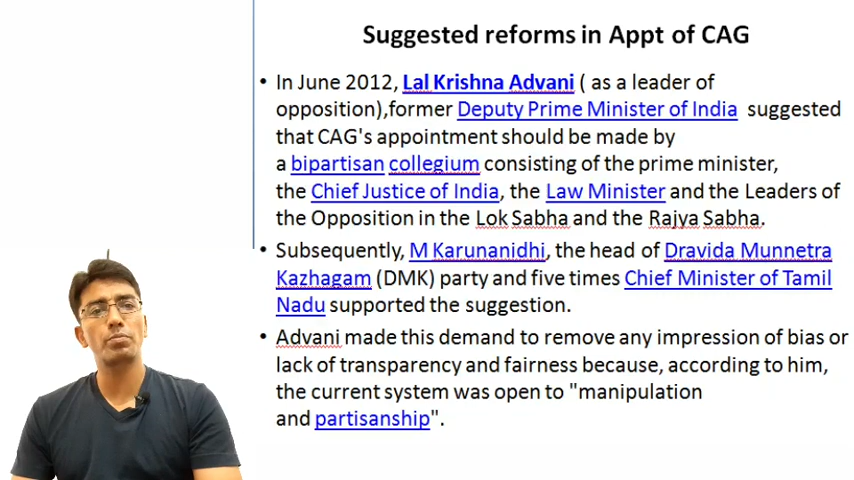 Suggested reforms in Appt of CAG
• In June 2012, Lal Krishna Advani ( as a leader of
opposition),former Deputy Prime Minister of India suggested
that CAG's appointment should be made by
a bipartisan collegium consisting of the prime minister,
the Chief Justice of India, the Law Minister and the Leaders of
the Opposition in the Lok Sabha and the Rajya Sabha.
• Subsequently, M Karunanidhi, the head of Dravida Munnetra
Kazhagam (DMK) party and five times Chief Minister of Tamil
Nadu supported the suggestion.
• Advani made this demand to remove any impression of bias or
lack of transparency and fairness because, according to him,
the current system was open to "manipulation
and partisanship".